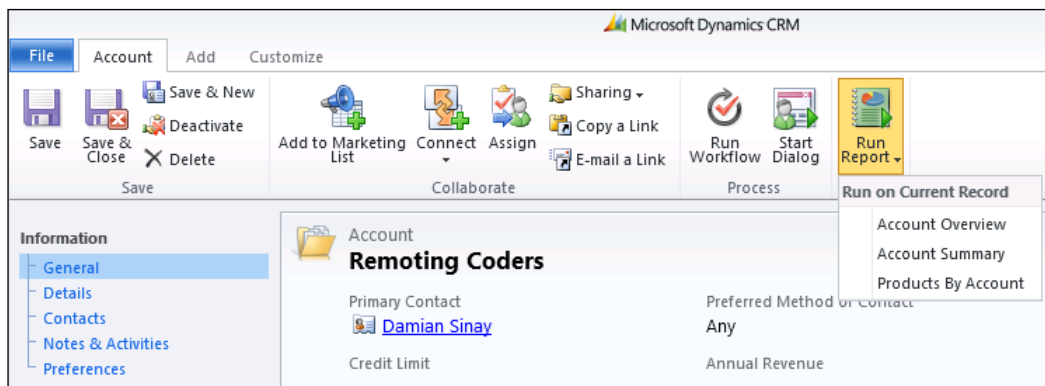 Microsoft Dynamics CRM
File Account Add Customize
Save
Save & Close
Save & New
Deactivate
Delete
Save
Add to Marketing List
Connect
Assign
Sharing
Copy a Link
E-mail a Link
Collaborate
Run Workflow
Start Dialog
Process
Run Report
Run on Current Record
Account Overview
Account Summary
Products By Account
Information
General
Details
Contacts
Notes & Activities
Preferences
Account
Remoting Coders
Primary Contact
Damian Sinay
Preferred Method of Contact
Any
Credit Limit
Annual Revenue